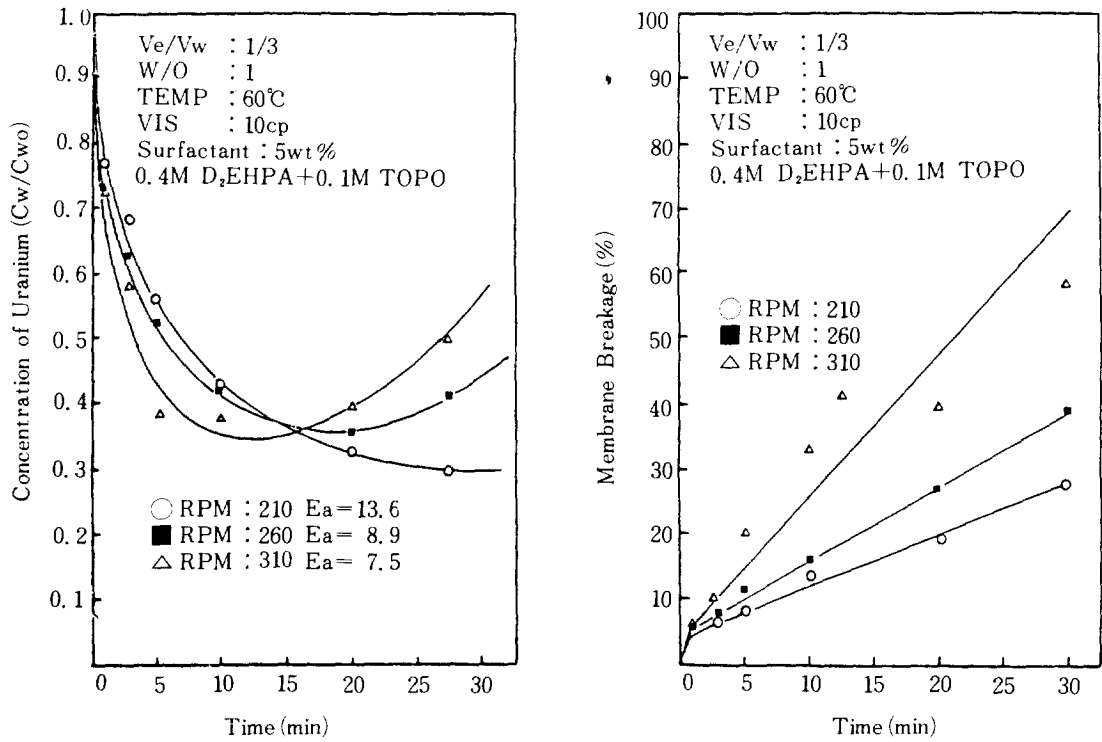 1.0
0.9
0.8
0.7
0.6
0.5
0.4
0.3
0.2
0.1
Concentration of Uranium (Cw/Cwo)
Ve/Vw : 1/3
W/O : 1
TEMP : 60℃
VIS : 10cp
Surfactant : 5wt%
0.4M D₂EHPA+0.1M TOPO
○ RPM : 210 Ea=13.6
■ RPM : 260 Ea= 8.9
△ RPM : 310 Ea= 7.5
0 5 10 15 20 25 30
Time (min)
100
90
80
70
60
50
40
30
20
10
Membrane Breakage (%)
Ve/Vw : 1/3
W/O : 1
TEMP : 60℃
VIS : 10cp
Surfactant : 5wt%
0.4M D₂EHPA+0.1M TOPO
○ RPM : 210
■ RPM : 260
△ RPM : 310
0 5 10 15 20 25 30
Time (min)